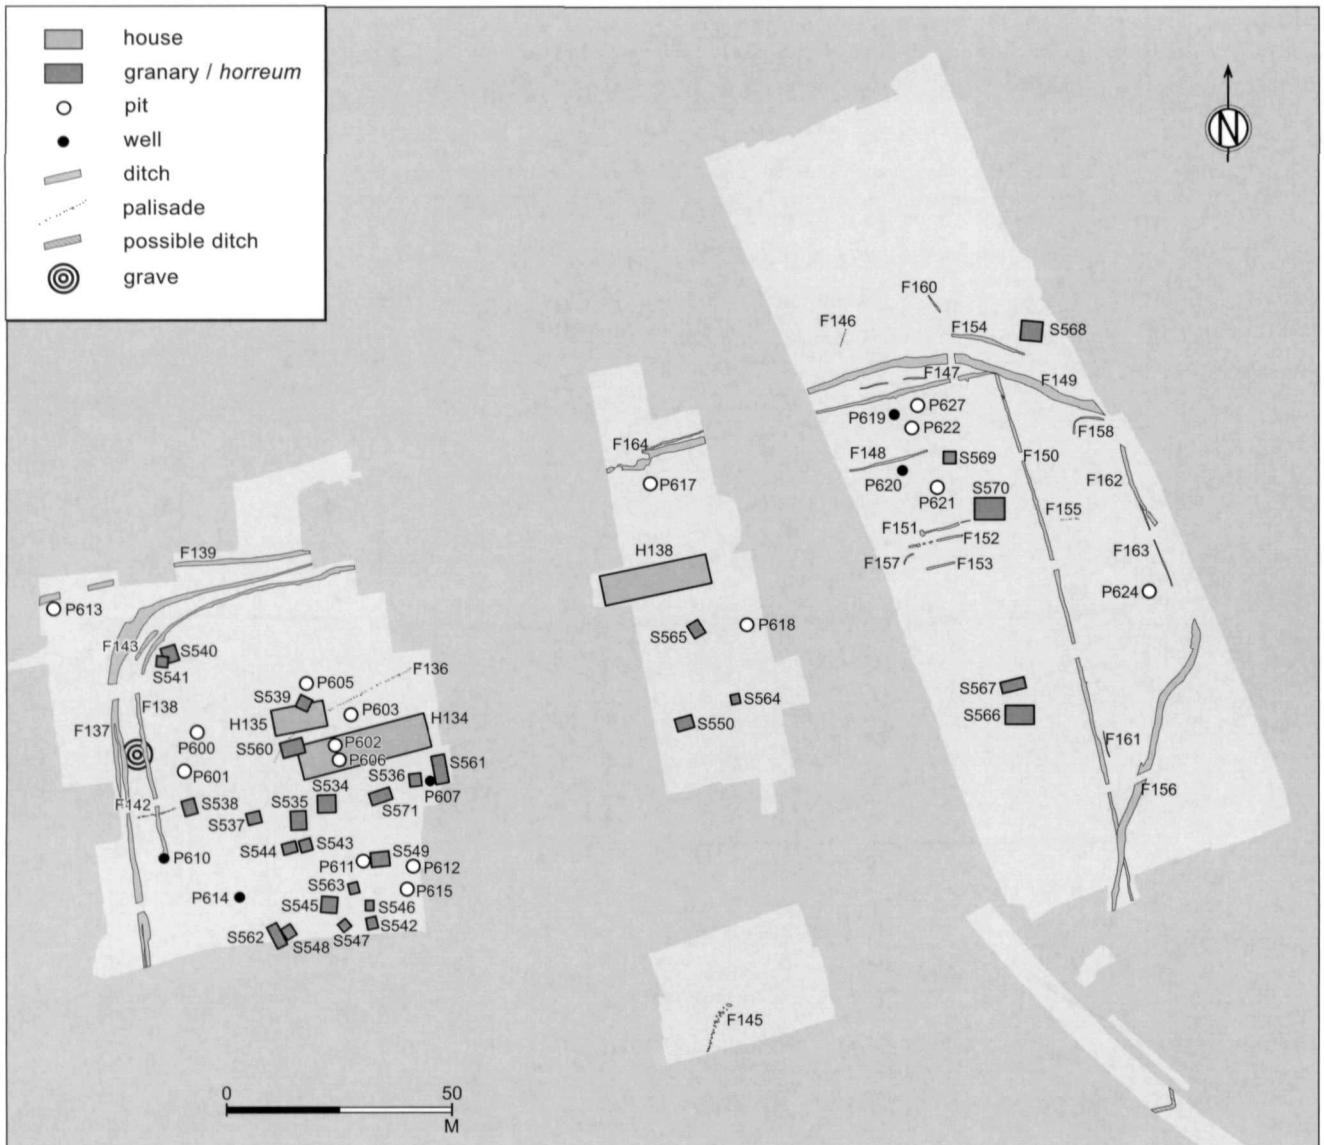 house
granary / horreum
pit
well
ditch
palisade
possible ditch
grave
N
F160
F146
F154
S568
F147
F149
P619
P627
P622
F158
F164
F148
S569
F150
P617
P620
F162
P621
S570
F155
F151
F152
F139
H138
F157
F153
F163
P613
P624
F143
S540
S541
S565
P618
F136
P605
S539
F138
S564
S567
H135
P603
H134
F137
S550
S566
P600
S560
P602
F161
P606
S561
P601
S536
S534
P607
F156
F142
S538
S535
S571
S537
S544
S543
S549
P610
P611
P612
S563
P615
P614
S545
S546
S542
S562
S547
S548
F145
0
50
M